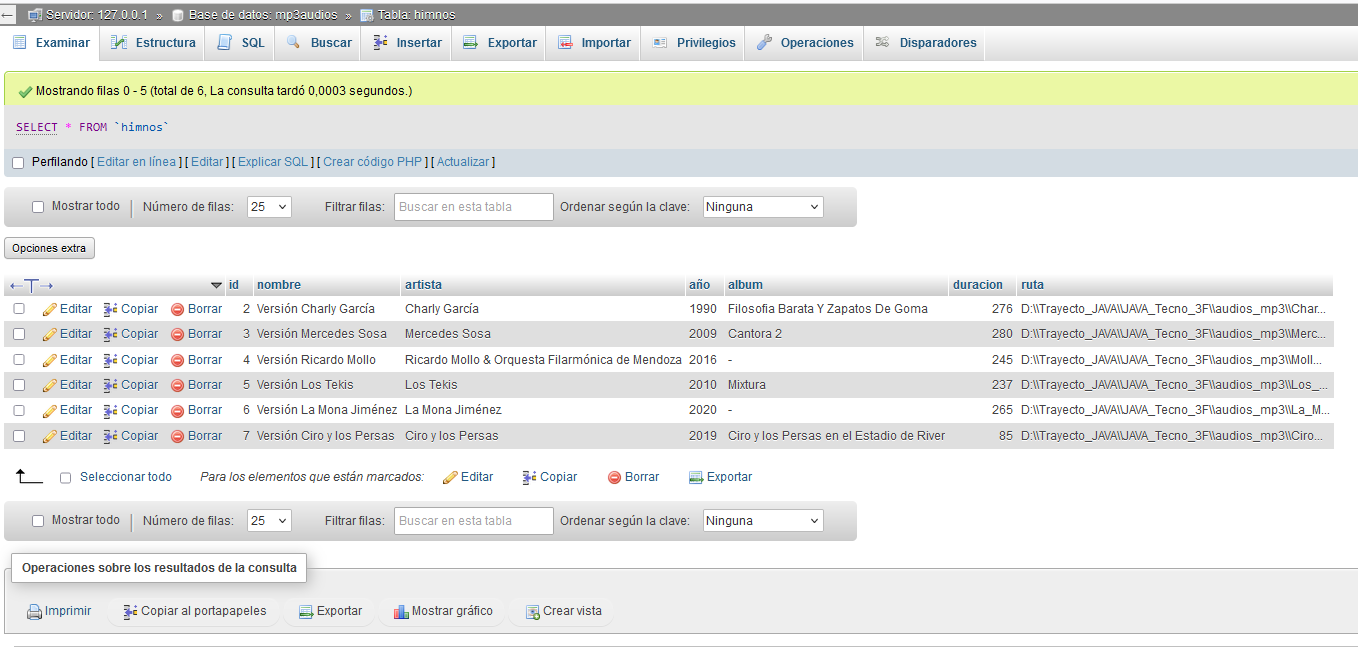 Servidor: 127.0.0.1 » Base de datos: mp3audios » Tabla: himnos
Examinar Estructura SQL Buscar Insertar Exportar Importar Privilegios Operaciones Disparadores
Mostrando filas 0 - 5 (total de 6, La consulta tardó 0,0003 segundos.)
SELECT * FROM `himnos`
Perfilando [ Editar en línea ] [ Editar ] [ Explicar SQL ] [ Crear código PHP ] [ Actualizar ]
Mostrar todo | Número de filas: 25 Filtrar filas: Buscar en esta tabla Ordenar según la clave: Ninguna
Opciones extra
←T→ id nombre artista año album duracion ruta
Editar Copiar Borrar 2 Versión Charly García Charly García 1990 Filosofia Barata Y Zapatos De Goma 276 D:\\Trayecto_JAVA\\JAVA_Tecno_3F\\audios_mp3\\Char...
Editar Copiar Borrar 3 Versión Mercedes Sosa Mercedes Sosa 2009 Cantora 2 280 D:\\Trayecto_JAVA\\JAVA_Tecno_3F\\audios_mp3\\Merc...
Editar Copiar Borrar 4 Versión Ricardo Mollo Ricardo Mollo & Orquesta Filarmónica de Mendoza 2016 - 245 D:\\Trayecto_JAVA\\JAVA_Tecno_3F\\audios_mp3\\Moll...
Editar Copiar Borrar 5 Versión Los Tekis Los Tekis 2010 Mixtura 237 D:\\Trayecto_JAVA\\JAVA_Tecno_3F\\audios_mp3\\Los_...
Editar Copiar Borrar 6 Versión La Mona Jiménez La Mona Jiménez 2020 - 265 D:\\Trayecto_JAVA\\JAVA_Tecno_3F\\audios_mp3\\La_M...
Editar Copiar Borrar 7 Versión Ciro y los Persas Ciro y los Persas 2019 Ciro y los Persas en el Estadio de River 85 D:\\Trayecto_JAVA\\JAVA_Tecno_3F\\audios_mp3\\Ciro...
Seleccionar todo Para los elementos que están marcados: Editar Copiar Borrar Exportar
Mostrar todo | Número de filas: 25 Filtrar filas: Buscar en esta tabla Ordenar según la clave: Ninguna
Operaciones sobre los resultados de la consulta
Imprimir Copiar al portapapeles Exportar Mostrar gráfico Crear vista